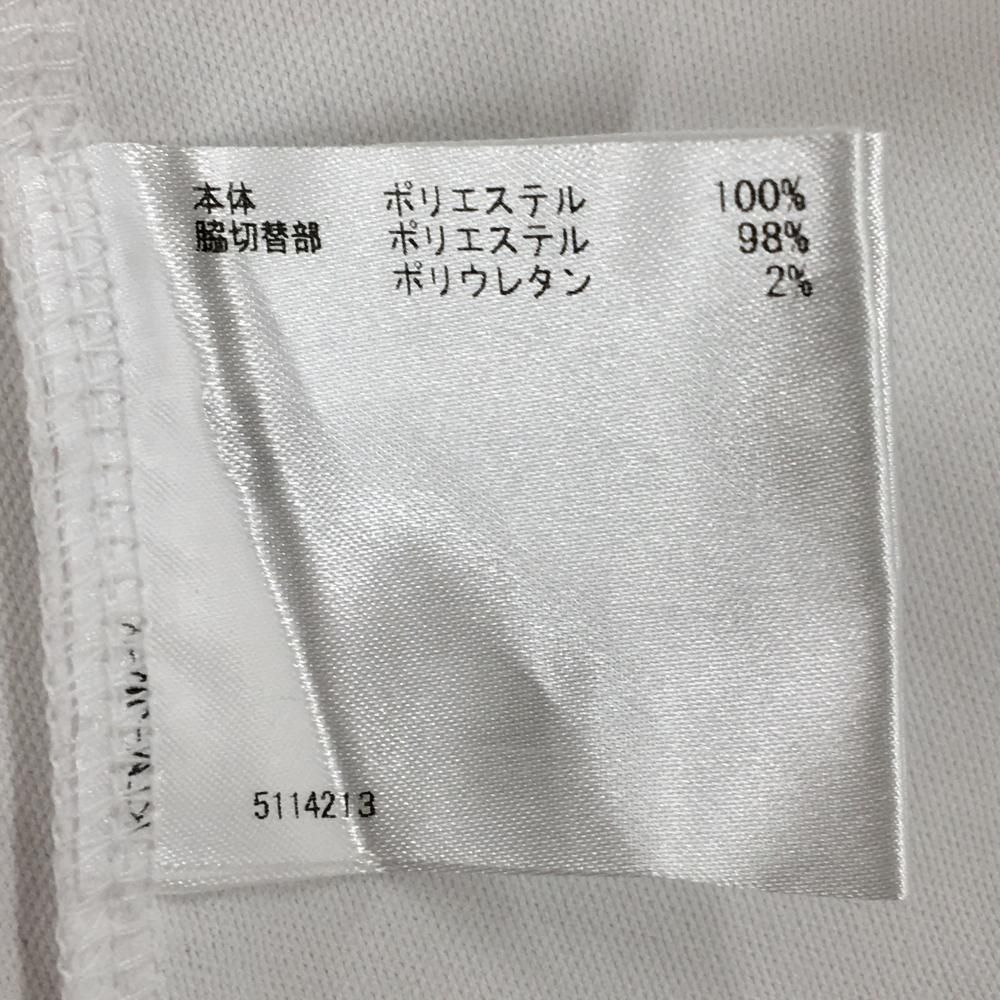 本体 ポリエステル 100%
脇切替部 ポリエステル 98%
ポリウレタン 2%
5114213